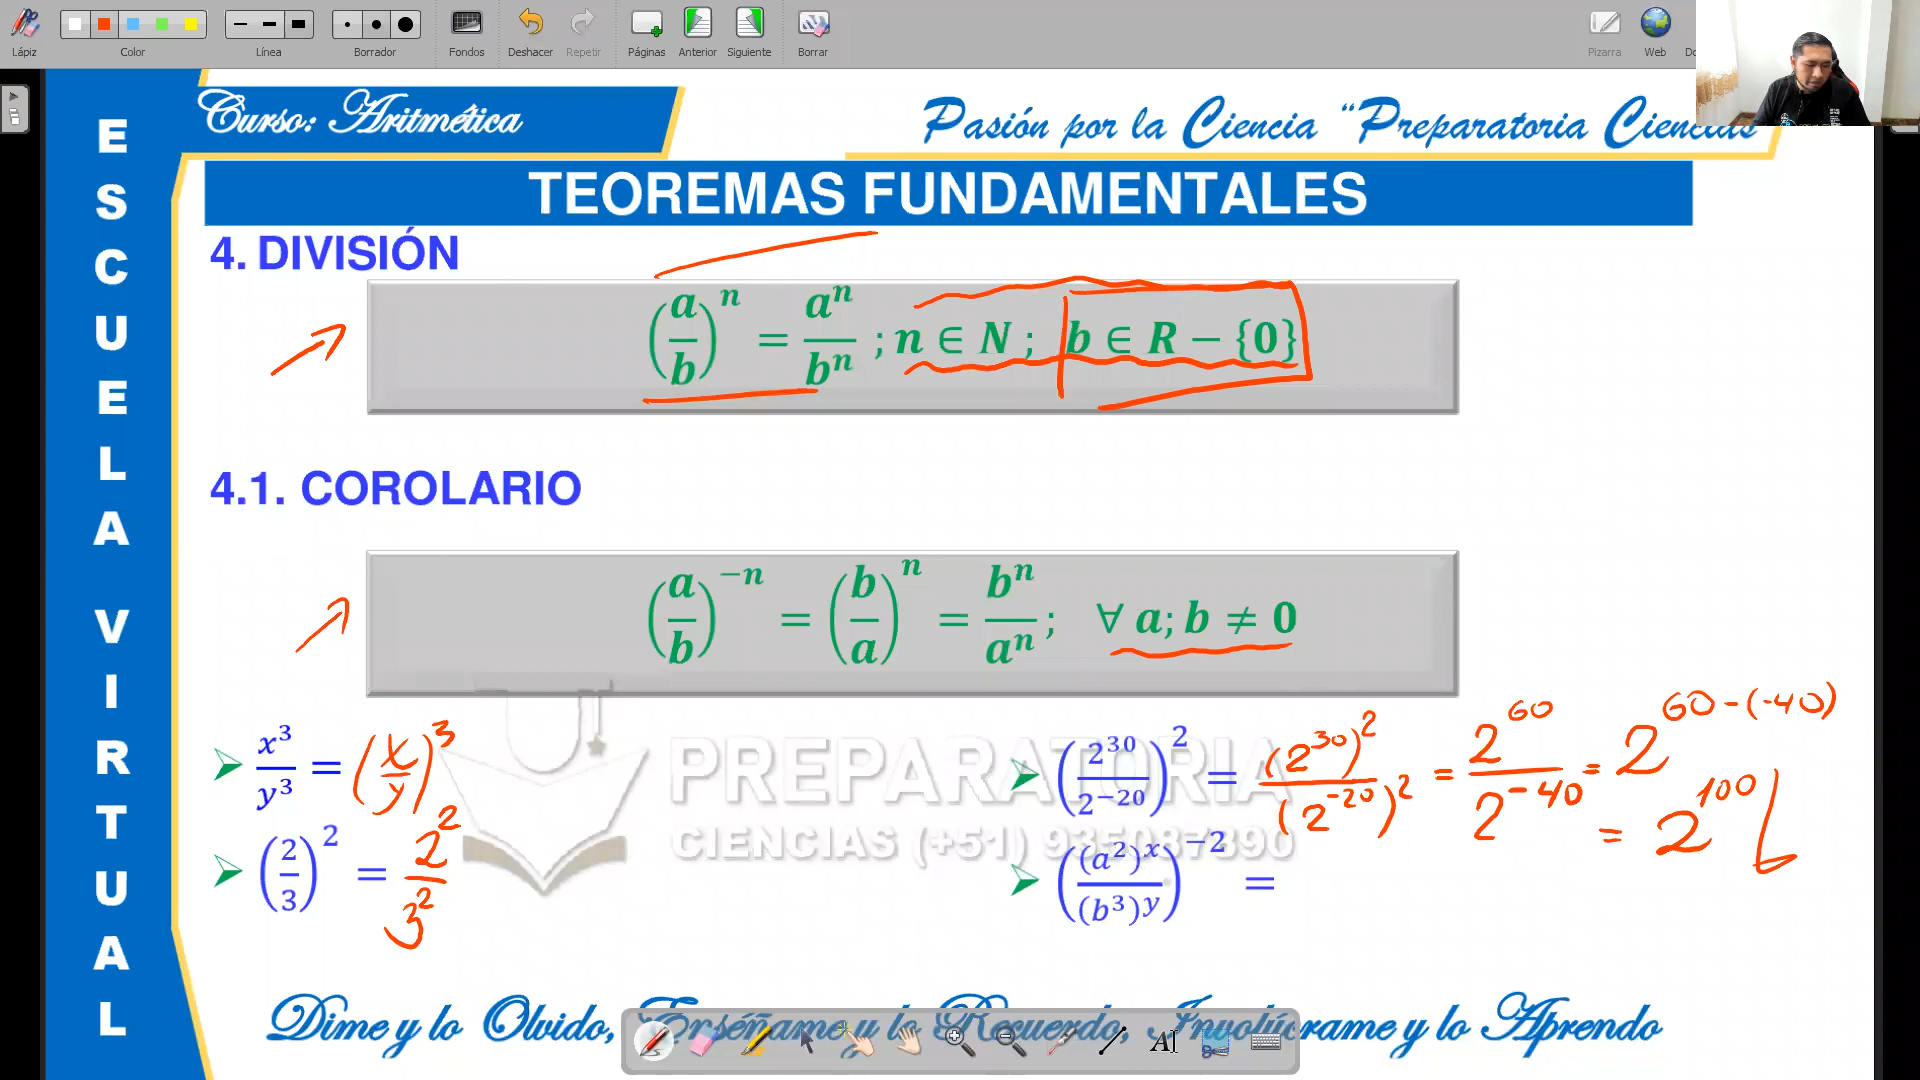 Lápiz
Color
Línea
Borrador
Fondos
Deshacer
Repetir
Páginas
Anterior
Siguiente
Borrar
Pizarra
Web
ESCUELA VIRTUAL
Curso: Aritmética
Pasión por la Ciencia “Preparatoria Ciencias
TEOREMAS FUNDAMENTALES
4. DIVISIÓN
(a/b)^n = a^n/b^n ; n ∈ N ; b ∈ R − {0}
4.1. COROLARIO
(a/b)^−n = (b/a)^n = b^n/a^n ; ∀ a; b ≠ 0
x^3/y^3 = (x/y)^3
(2/3)^2 = 2^2/3^2
(2^30/2^−20)^2 = (2^30)^2/(2^−20)^2 = 2^60/2^−40 = 2^60−(−40)
= 2^100
((a^2)^x/(b^3)^y)^−2 =
PREPARATORIA
CIENCIAS (+51) 935087390
Dime y lo Olvido, Enséñame y lo Recuerdo, Involúcrame y lo Aprendo